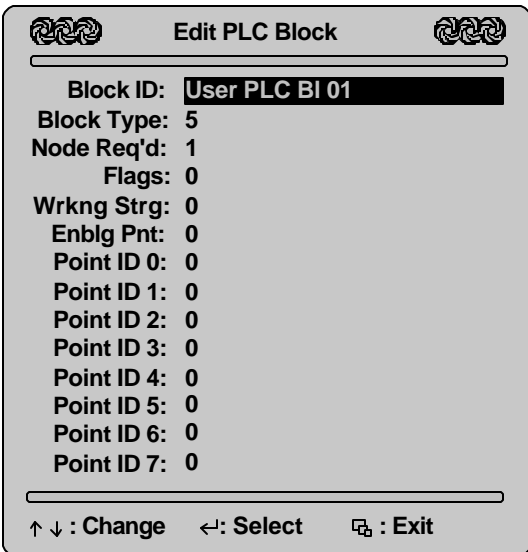 Edit PLC Block
Block ID: User PLC Bl 01
Block Type: 5
Node Req'd: 1
Flags: 0
Wrkng Strg: 0
Enblg Pnt: 0
Point ID 0: 0
Point ID 1: 0
Point ID 2: 0
Point ID 3: 0
Point ID 4: 0
Point ID 5: 0
Point ID 6: 0
Point ID 7: 0
↑ ↓ : Change ↵: Select : Exit